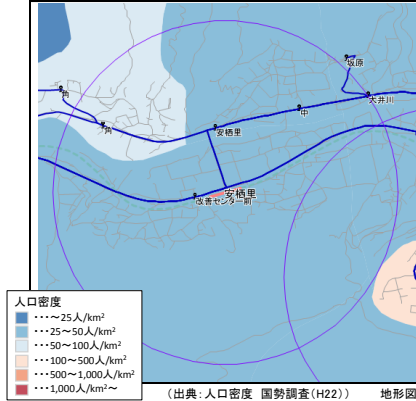 坂原
角
大井川
中
角
安栖里
安栖里
改善センター前
人口密度
・・・～25人/km²
・・・25～50人/km²
・・・50～100人/km²
・・・100～500人/km²
・・・500～1,000人/km²
・・・1,000人/km²～
（出典：人口密度 国勢調査（H22）） 地形図